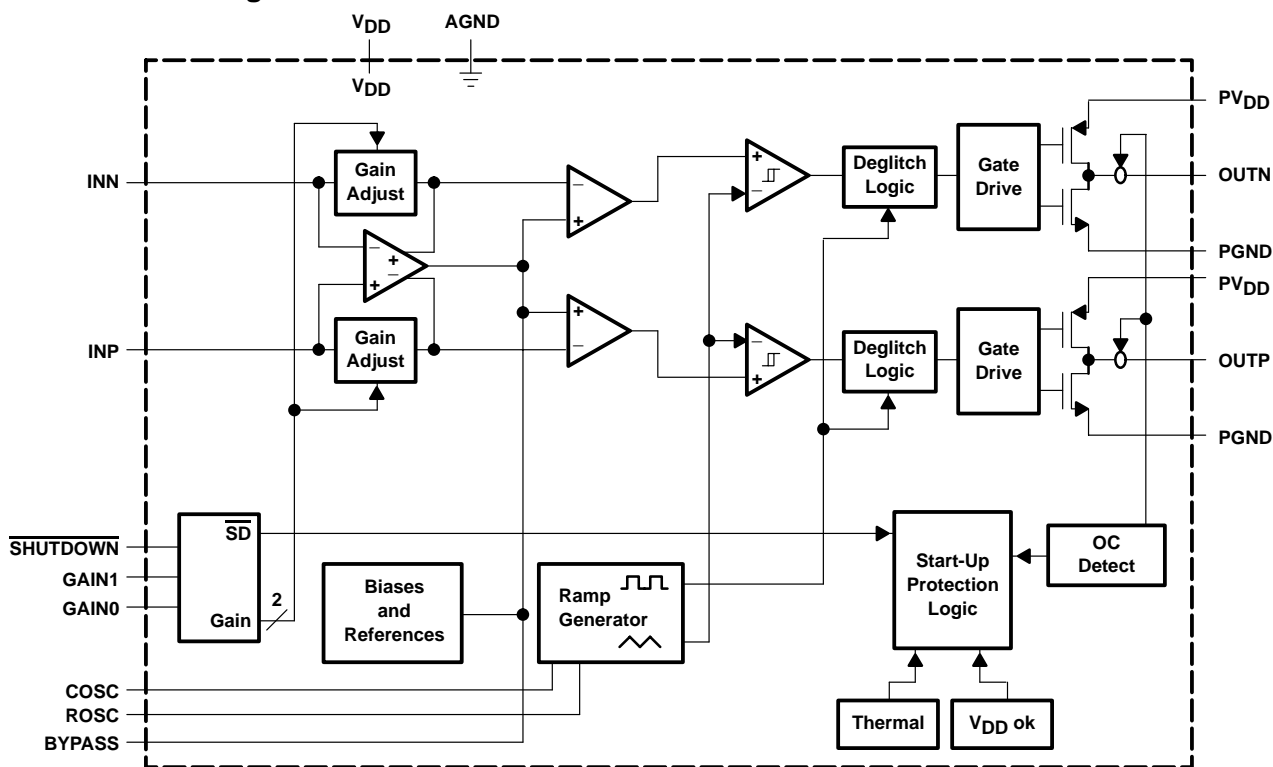 VDD
AGND
VDD
PVDD
INN
Gain
Adjust
−
+
+
−
Deglitch
Logic
Gate
Drive
OUTN
−
+
−
+
PGND
PVDD
INP
Gain
Adjust
+
−
−
+
Deglitch
Logic
Gate
Drive
OUTP
PGND
SHUTDOWN
GAIN1
GAIN0
SD
Gain
2
Biases
and
References
Ramp
Generator
Start-Up
Protection
Logic
OC
Detect
COSC
ROSC
BYPASS
Thermal
VDD ok